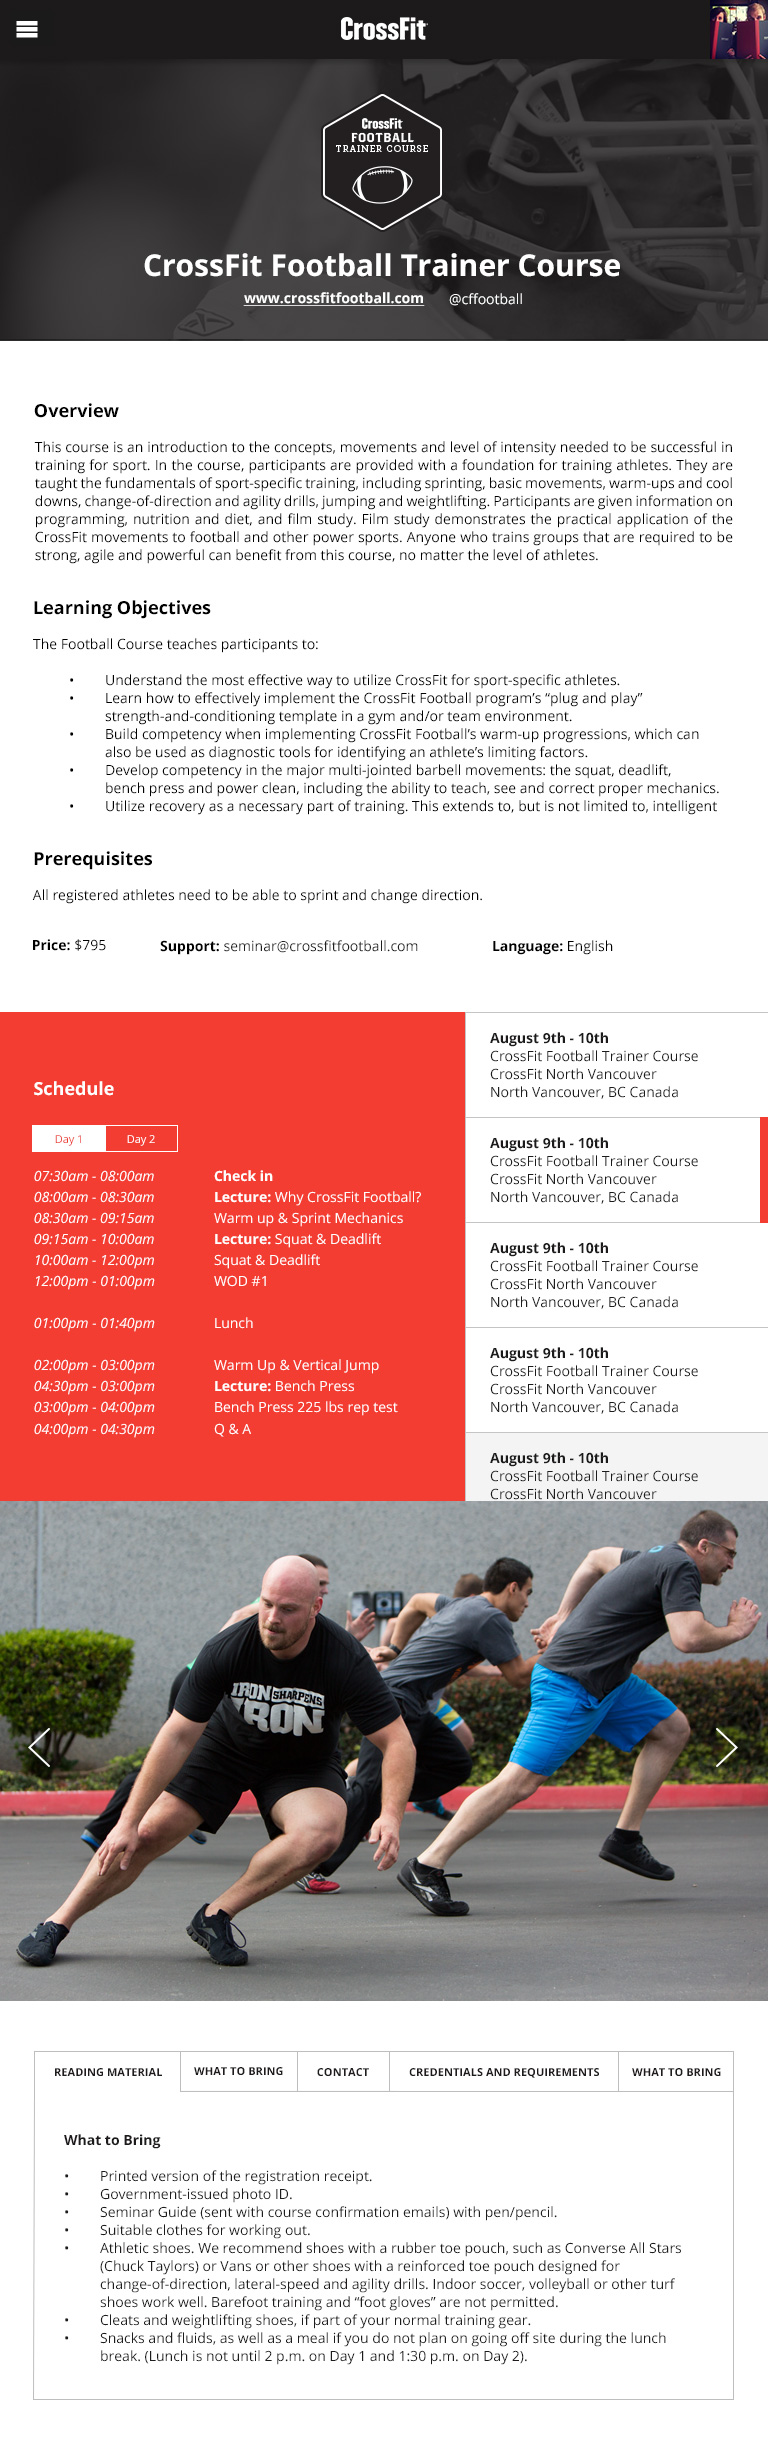 CrossFit
CrossFit
FOOTBALL
TRAINER COURSE
CrossFit Football Trainer Course
www.crossfitfootball.com @cffootball
Overview
This course is an introduction to the concepts, movements and level of intensity needed to be successful in
training for sport. In the course, participants are provided with a foundation for training athletes. They are
taught the fundamentals of sport-specific training, including sprinting, basic movements, warm-ups and cool
downs, change-of-direction and agility drills, jumping and weightlifting. Participants are given information on
programming, nutrition and diet, and film study. Film study demonstrates the practical application of the
CrossFit movements to football and other power sports. Anyone who trains groups that are required to be
strong, agile and powerful can benefit from this course, no matter the level of athletes.
Learning Objectives
The Football Course teaches participants to:
• Understand the most effective way to utilize CrossFit for sport-specific athletes.
• Learn how to effectively implement the CrossFit Football program’s “plug and play”
strength-and-conditioning template in a gym and/or team environment.
• Build competency when implementing CrossFit Football’s warm-up progressions, which can
also be used as diagnostic tools for identifying an athlete’s limiting factors.
• Develop competency in the major multi-jointed barbell movements: the squat, deadlift,
bench press and power clean, including the ability to teach, see and correct proper mechanics.
• Utilize recovery as a necessary part of training. This extends to, but is not limited to, intelligent
Prerequisites
All registered athletes need to be able to sprint and change direction.
Price: $795 Support: seminar@crossfitfootball.com Language: English
Schedule
Day 1 Day 2
07:30am - 08:00am Check in
08:00am - 08:30am Lecture: Why CrossFit Football?
08:30am - 09:15am Warm up & Sprint Mechanics
09:15am - 10:00am Lecture: Squat & Deadlift
10:00am - 12:00pm Squat & Deadlift
12:00pm - 01:00pm WOD #1
01:00pm - 01:40pm Lunch
02:00pm - 03:00pm Warm Up & Vertical Jump
04:30pm - 03:00pm Lecture: Bench Press
03:00pm - 04:00pm Bench Press 225 lbs rep test
04:00pm - 04:30pm Q & A
August 9th - 10th
CrossFit Football Trainer Course
CrossFit North Vancouver
North Vancouver, BC Canada
August 9th - 10th
CrossFit Football Trainer Course
CrossFit North Vancouver
North Vancouver, BC Canada
August 9th - 10th
CrossFit Football Trainer Course
CrossFit North Vancouver
North Vancouver, BC Canada
August 9th - 10th
CrossFit Football Trainer Course
CrossFit North Vancouver
North Vancouver, BC Canada
August 9th - 10th
CrossFit Football Trainer Course
CrossFit North Vancouver
IRON SHARPENS
IRON
READING MATERIAL WHAT TO BRING CONTACT CREDENTIALS AND REQUIREMENTS WHAT TO BRING
What to Bring
• Printed version of the registration receipt.
• Government-issued photo ID.
• Seminar Guide (sent with course confirmation emails) with pen/pencil.
• Suitable clothes for working out.
• Athletic shoes. We recommend shoes with a rubber toe pouch, such as Converse All Stars
(Chuck Taylors) or Vans or other shoes with a reinforced toe pouch designed for
change-of-direction, lateral-speed and agility drills. Indoor soccer, volleyball or other turf
shoes work well. Barefoot training and “foot gloves” are not permitted.
• Cleats and weightlifting shoes, if part of your normal training gear.
• Snacks and fluids, as well as a meal if you do not plan on going off site during the lunch
break. (Lunch is not until 2 p.m. on Day 1 and 1:30 p.m. on Day 2).